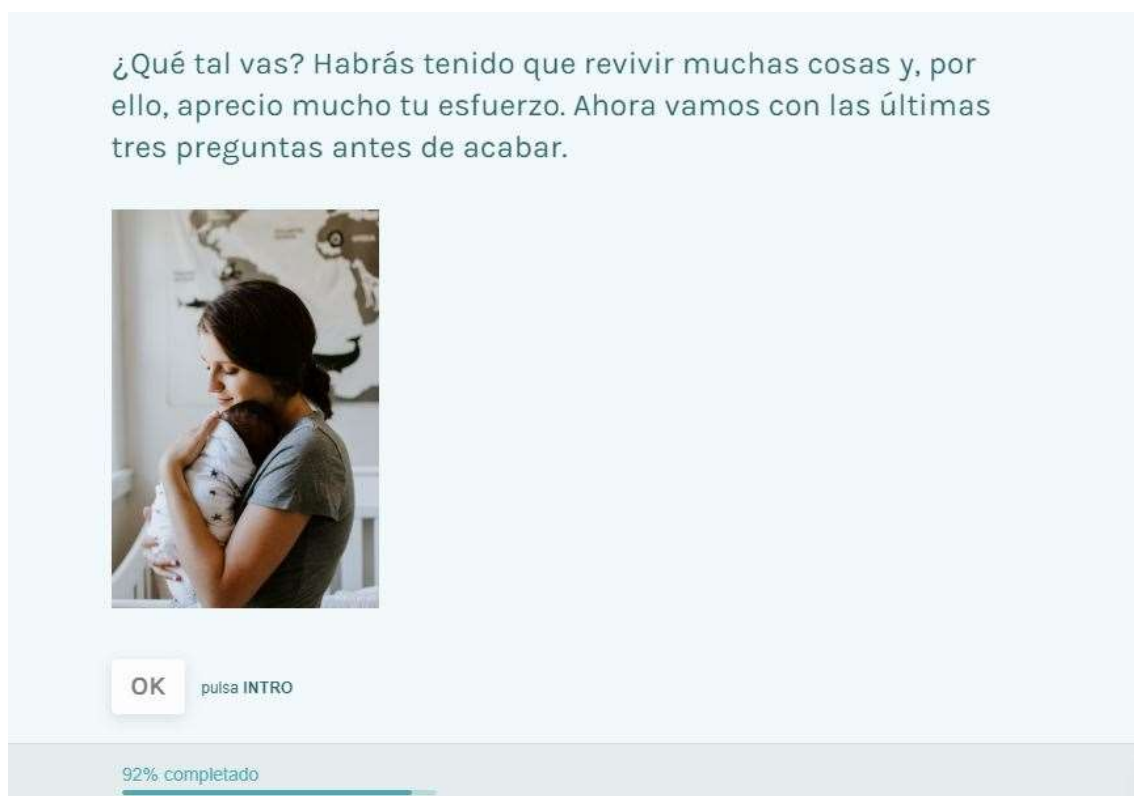 ¿Qué tal vas? Habrás tenido que revivir muchas cosas y, por
ello, aprecio mucho tu esfuerzo. Ahora vamos con las últimas
tres preguntas antes de acabar.
OK
pulsa INTRO
92% completado